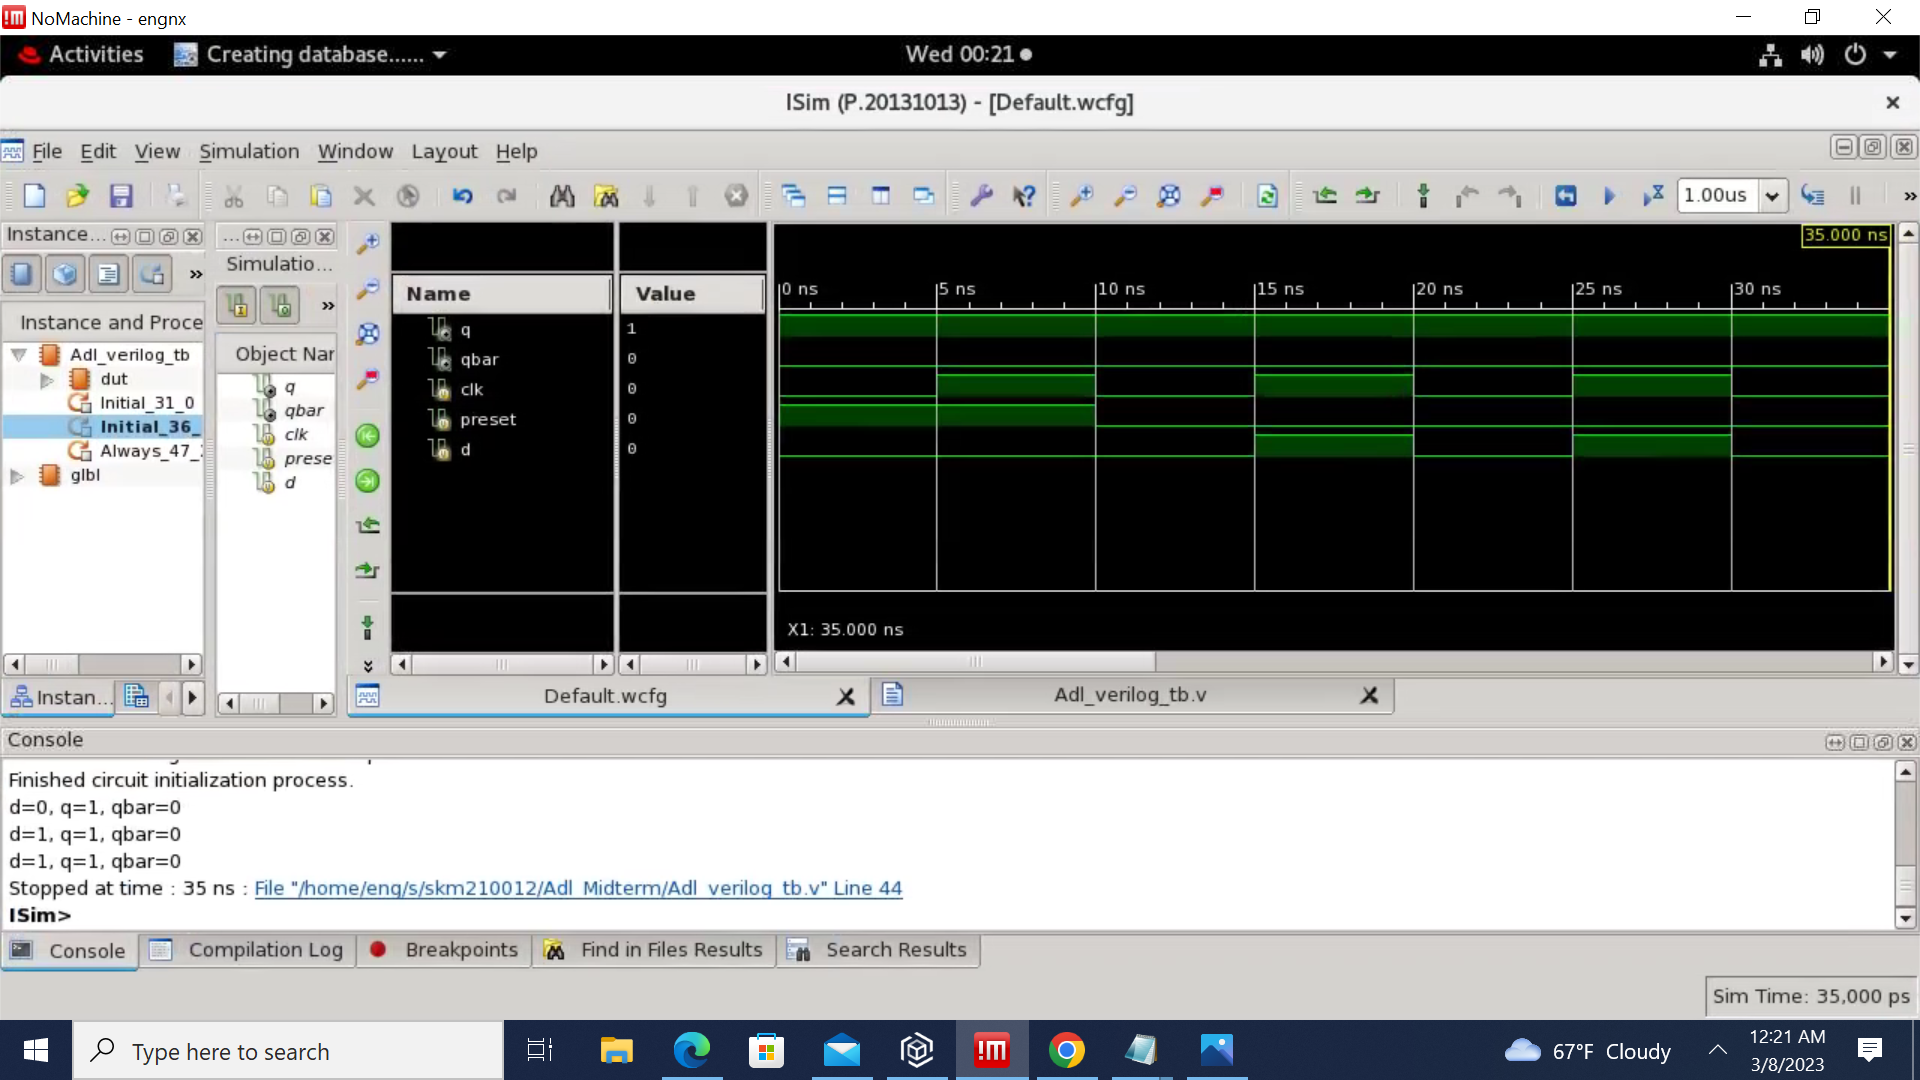 NoMachine - engnx
Activities Creating database...... Wed 00:21
ISim (P.20131013) - [Default.wcfg]
File Edit View Simulation Window Layout Help
1.00us
Instance...
...
Simulatio...
Instance and Proce
Adl_verilog_tb
dut
Initial_31_0
Initial_36_
Always_47_
glbl
Object Nar
q
qbar
clk
prese
d
Name Value
q 1
qbar 0
clk 0
preset 0
d 0
35.000 ns
0 ns 5 ns 10 ns 15 ns 20 ns 25 ns 30 ns
X1: 35.000 ns
Instan...
Default.wcfg Adl_verilog_tb.v
Console
Finished circuit initialization process.
d=0, q=1, qbar=0
d=1, q=1, qbar=0
d=1, q=1, qbar=0
Stopped at time : 35 ns : File "/home/eng/s/skm210012/Adl_Midterm/Adl_verilog_tb.v" Line 44
ISim>
Console Compilation Log Breakpoints Find in Files Results Search Results
Sim Time: 35,000 ps
Type here to search
67°F Cloudy
12:21 AM
3/8/2023